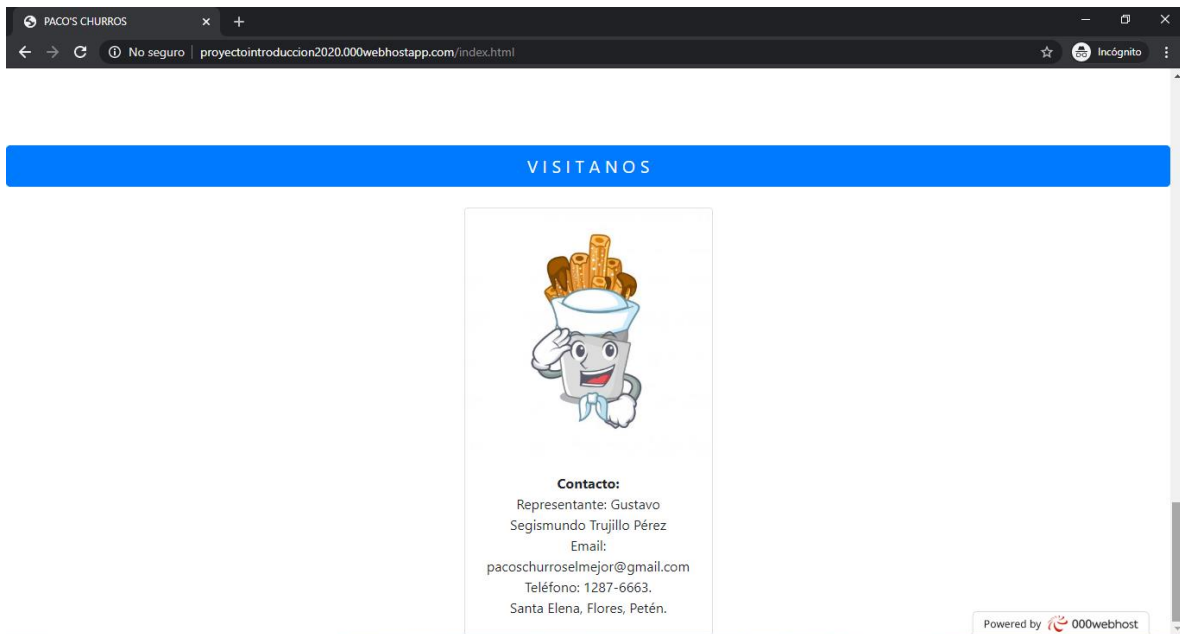 PACO'S CHURROS
No seguro | proyectointroduccion2020.000webhostapp.com/index.html
Incógnito
VISITANOS
Contacto:
Representante: Gustavo
Segismundo Trujillo Pérez
Email:
pacoschurroselmejor@gmail.com
Teléfono: 1287-6663.
Santa Elena, Flores, Petén.
Powered by 000webhost